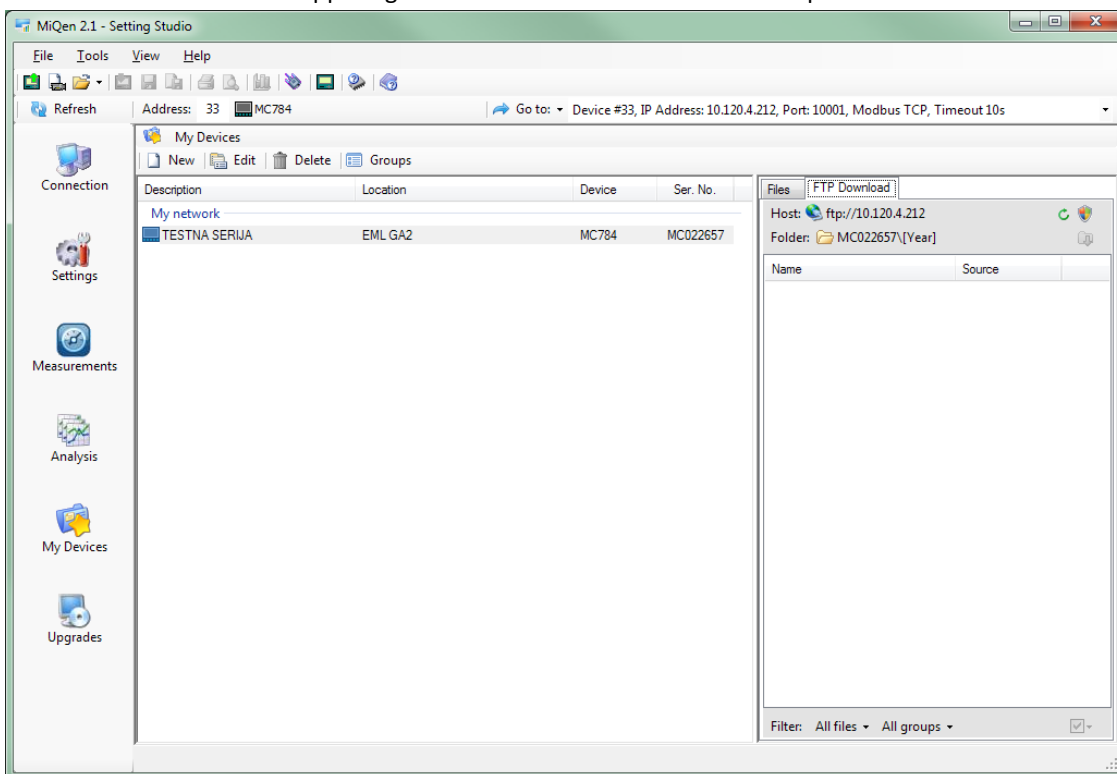 MiQen 2.1 - Setting Studio
File Tools View Help
Refresh Address: 33 MC784 Go to: Device #33, IP Address: 10.120.4.212, Port: 10001, Modbus TCP, Timeout 10s
Connection
Settings
Measurements
Analysis
My Devices
Upgrades
My Devices
New Edit Delete Groups
Description Location Device Ser. No.
My network
TESTNA SERIJA EML GA2 MC784 MC022657
Files FTP Download
Host: ftp://10.120.4.212
Folder: MC022657\[Year]
Name Source
Filter: All files All groups